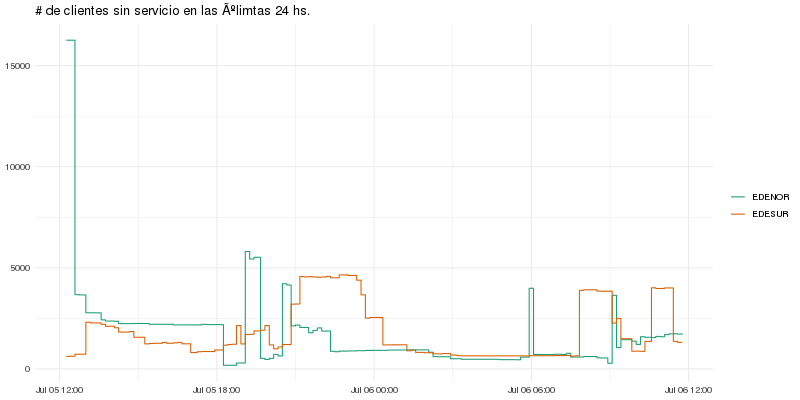 # de clientes sin servicio en las Ãºlimtas 24 hs.
15000
10000
5000
0
Jul 05 12:00
Jul 05 18:00
Jul 06 00:00
Jul 06 06:00
Jul 06 12:00
EDENOR
EDESUR